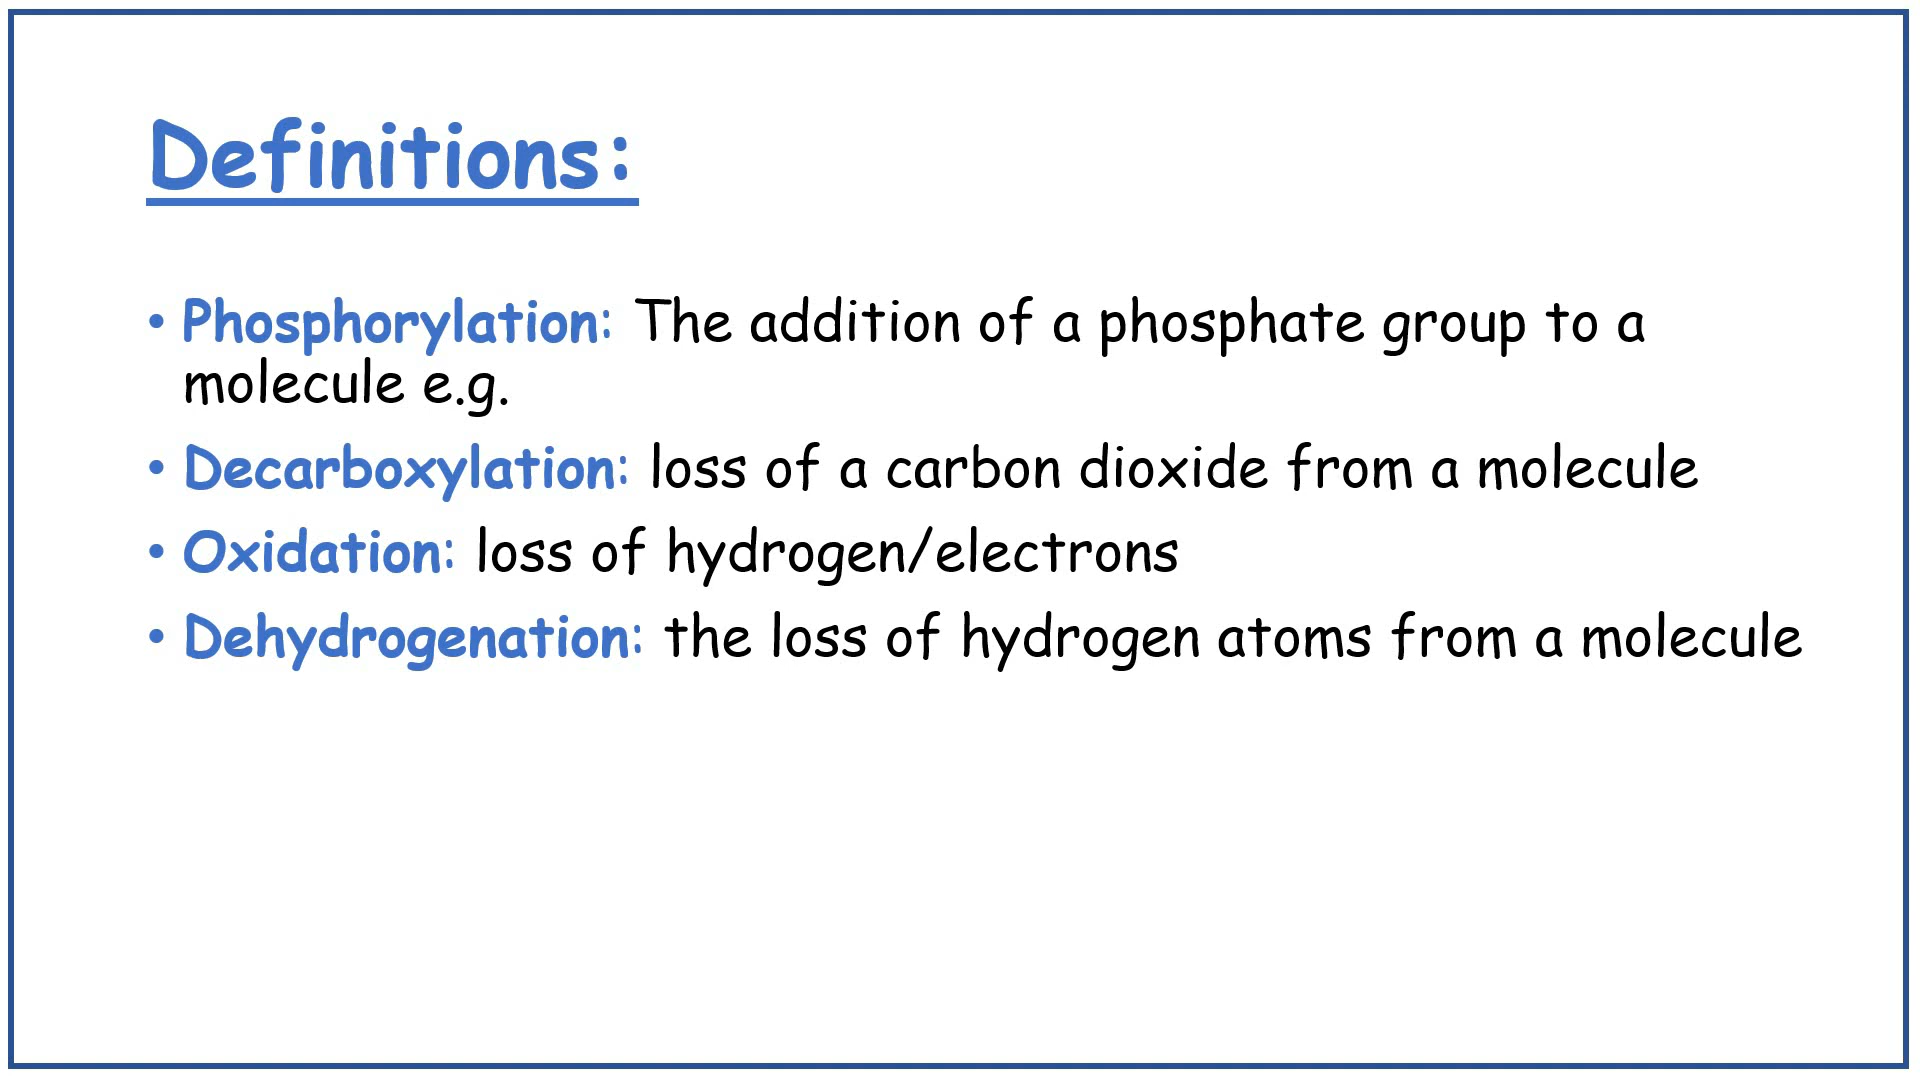 Definitions:
• Phosphorylation: The addition of a phosphate group to a
molecule e.g.
• Decarboxylation: loss of a carbon dioxide from a molecule
• Oxidation: loss of hydrogen/electrons
• Dehydrogenation: the loss of hydrogen atoms from a molecule